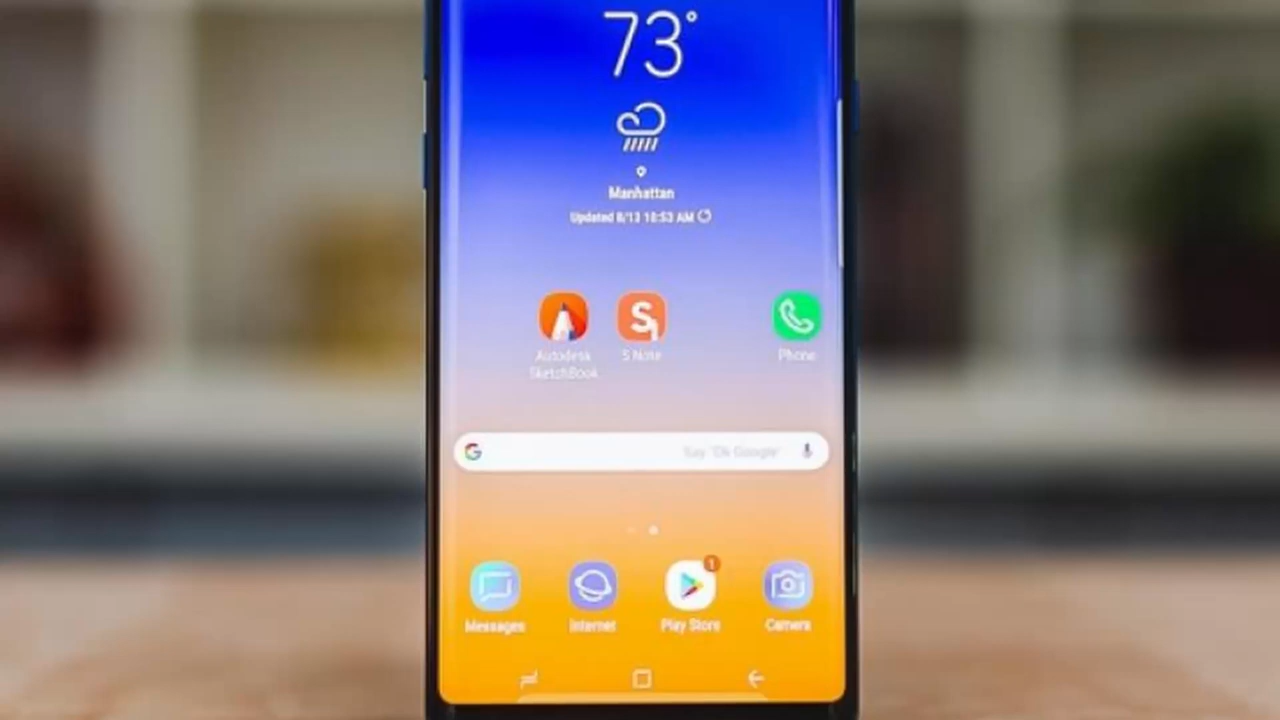 73°
Manhattan
Updated 8/13 10:53 AM
S
Autodesk
SketchBook
S Note
Phone
G
Say "Ok Google"
1
Messages
Internet
Play Store
Camera